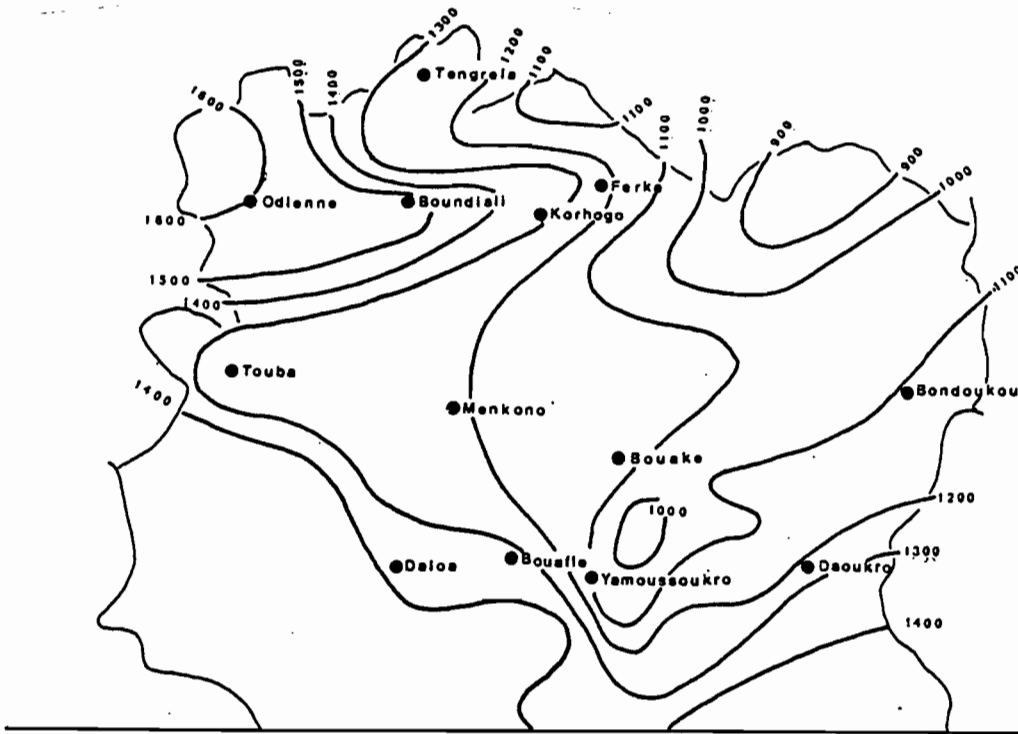 1300
1200
1100
1500
1400
Tengrela
1600
1100
1100
1000
900
900
1000
Ferke
Odienne
Boundiali
Korhogo
1600
1500
1400
1100
Touba
1400
Mankono
Bondoukou
Bouake
1000
1200
1300
Daloa
Bouafle
Yamoussoukro
Daoukro
1400